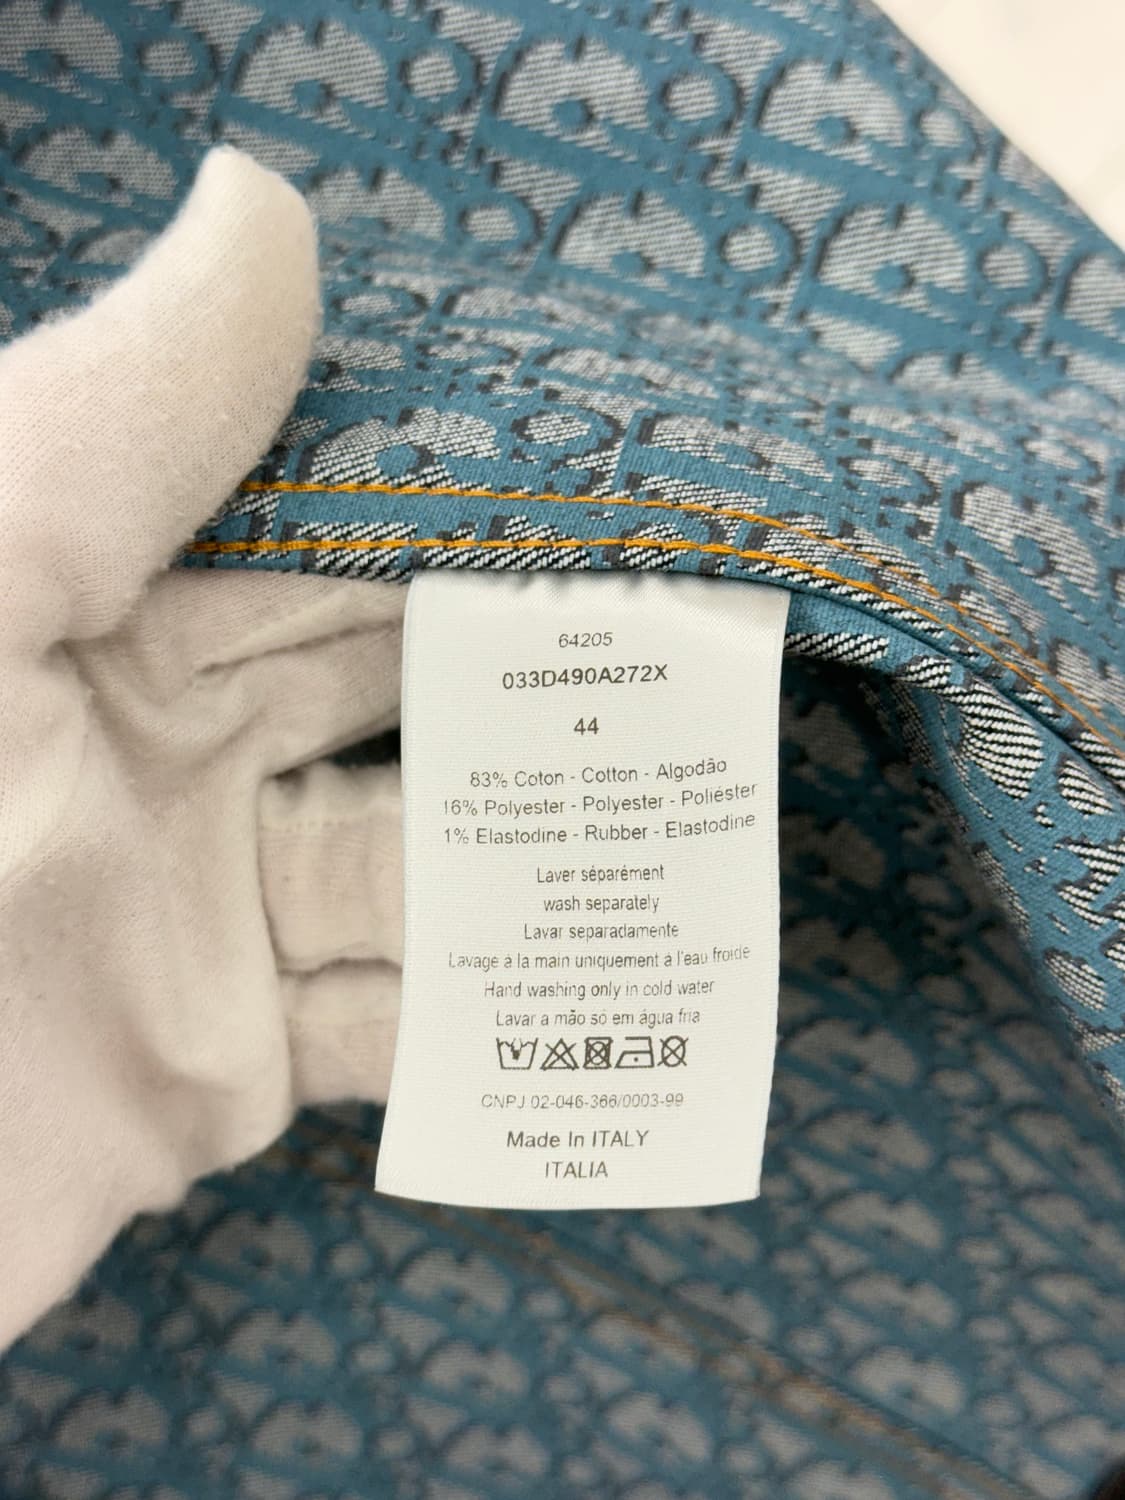 64205
033D490A272X
44
83% Coton - Cotton - Algodão
16% Polyester - Polyester - Poliéster
1% Elastodine - Rubber - Elastodine
Laver séparément
wash separately
Lavar separadamente
Lavage à la main uniquement à l'eau froide
Hand washing only in cold water
Lavar a mão só em água fria
CNPJ 02-046-366/0003-99
Made In ITALY
ITALIA